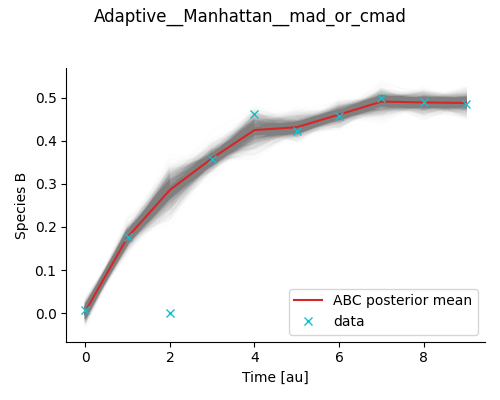 Adaptive__Manhattan__mad_or_cmad
0.5
0.4
0.3
0.2
0.1
0.0
Species B
ABC posterior mean
data
0 2 4 6 8
Time [au]